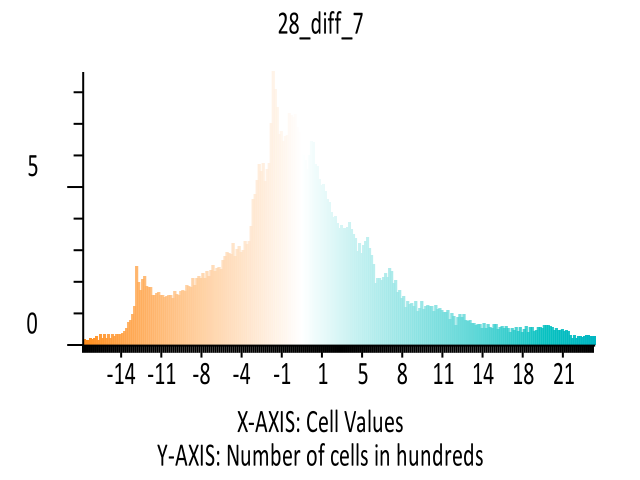 28_diff_7
5
0
-14 -11 -8 -4 -1 1 5 8 11 14 18 21
X-AXIS: Cell Values
Y-AXIS: Number of cells in hundreds